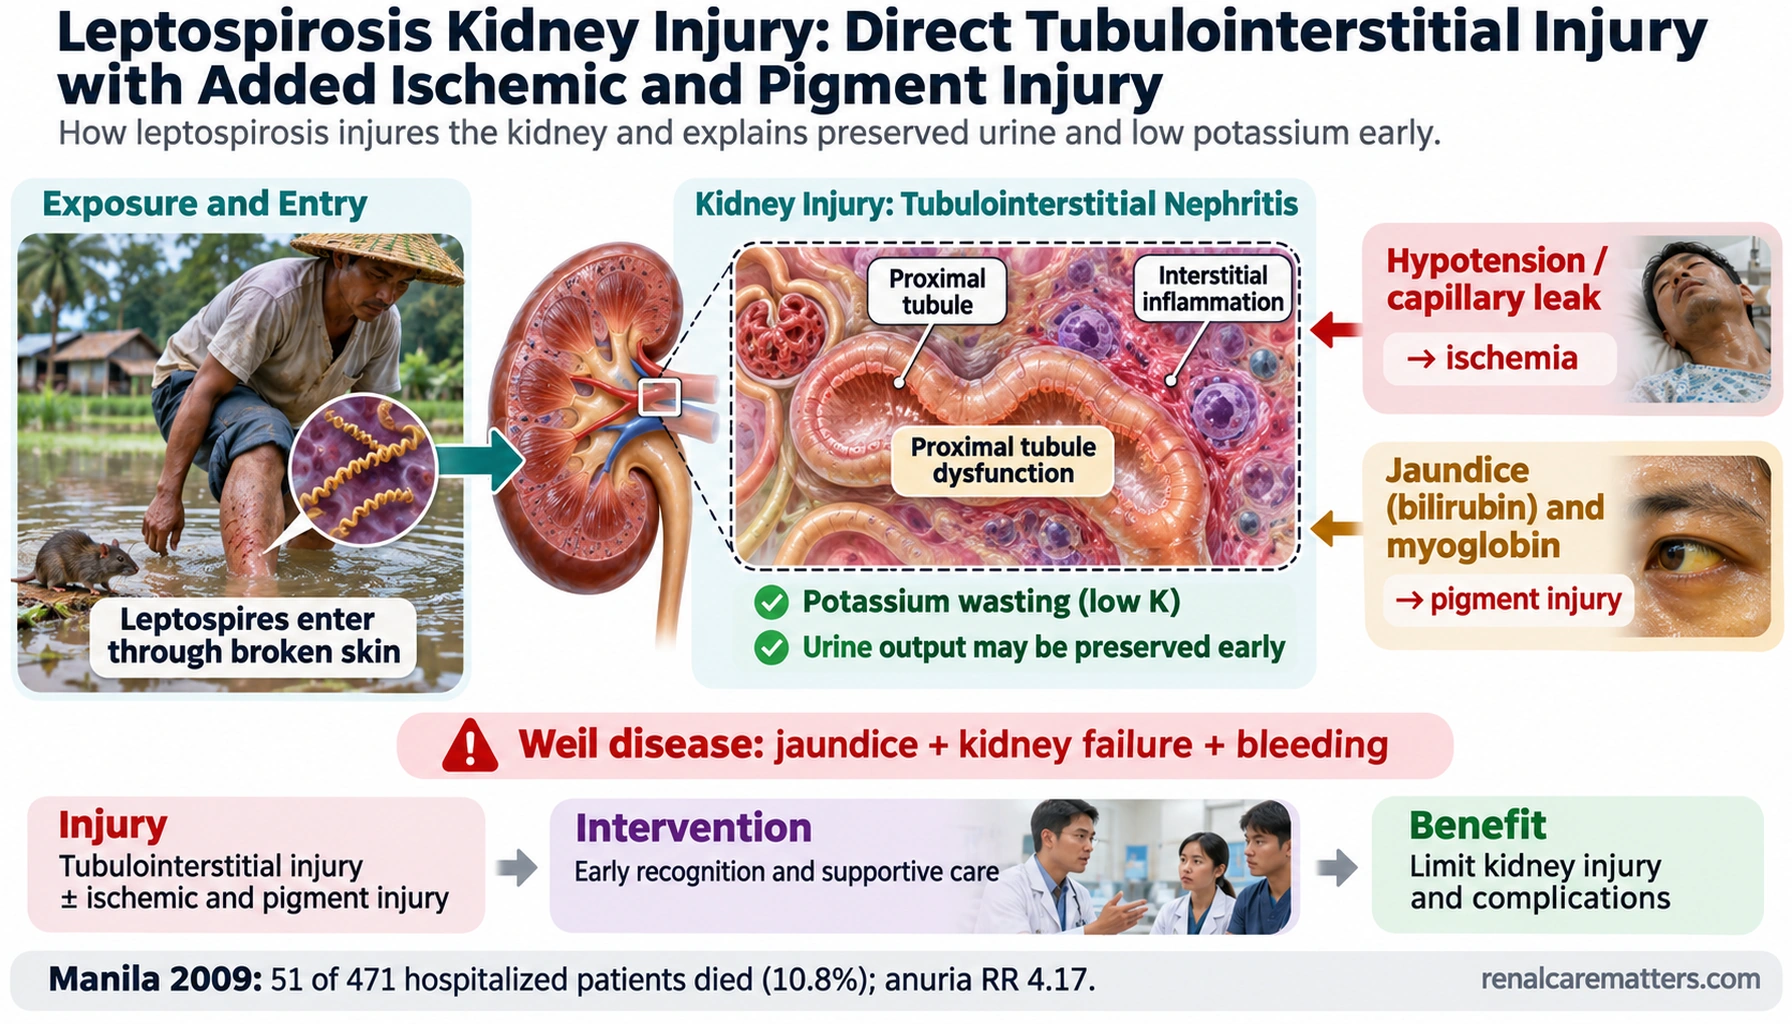 Leptospirosis Kidney Injury: Direct Tubulointerstitial Injury
with Added Ischemic and Pigment Injury
How leptospirosis injures the kidney and explains preserved urine and low potassium early.
Exposure and Entry
Leptospires enter
through broken skin
Kidney Injury: Tubulointerstitial Nephritis
Proximal
tubule
Interstitial
inflammation
Proximal tubule
dysfunction
Potassium wasting (low K)
Urine output may be preserved early
Hypotension /
capillary leak
→ ischemia
Jaundice
(bilirubin) and
myoglobin
→ pigment injury
Weil disease: jaundice + kidney failure + bleeding
Injury
Tubulointerstitial injury
± ischemic and pigment injury
Intervention
Early recognition and supportive care
Benefit
Limit kidney injury
and complications
Manila 2009: 51 of 471 hospitalized patients died (10.8%); anuria RR 4.17.
renalcarematters.com